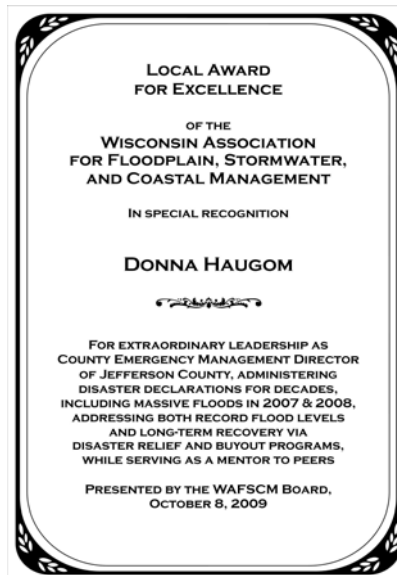 LOCAL AWARD
FOR EXCELLENCE
OF THE
WISCONSIN ASSOCIATION
FOR FLOODPLAIN, STORMWATER,
AND COASTAL MANAGEMENT
IN SPECIAL RECOGNITION
DONNA HAUGOM
FOR EXTRAORDINARY LEADERSHIP AS
COUNTY EMERGENCY MANAGEMENT DIRECTOR
OF JEFFERSON COUNTY, ADMINISTERING
DISASTER DECLARATIONS FOR DECADES,
INCLUDING MASSIVE FLOODS IN 2007 & 2008,
ADDRESSING BOTH RECORD FLOOD LEVELS
AND LONG-TERM RECOVERY VIA
DISASTER RELIEF AND BUYOUT PROGRAMS,
WHILE SERVING AS A MENTOR TO PEERS
PRESENTED BY THE WAFSCM BOARD,
OCTOBER 8, 2009